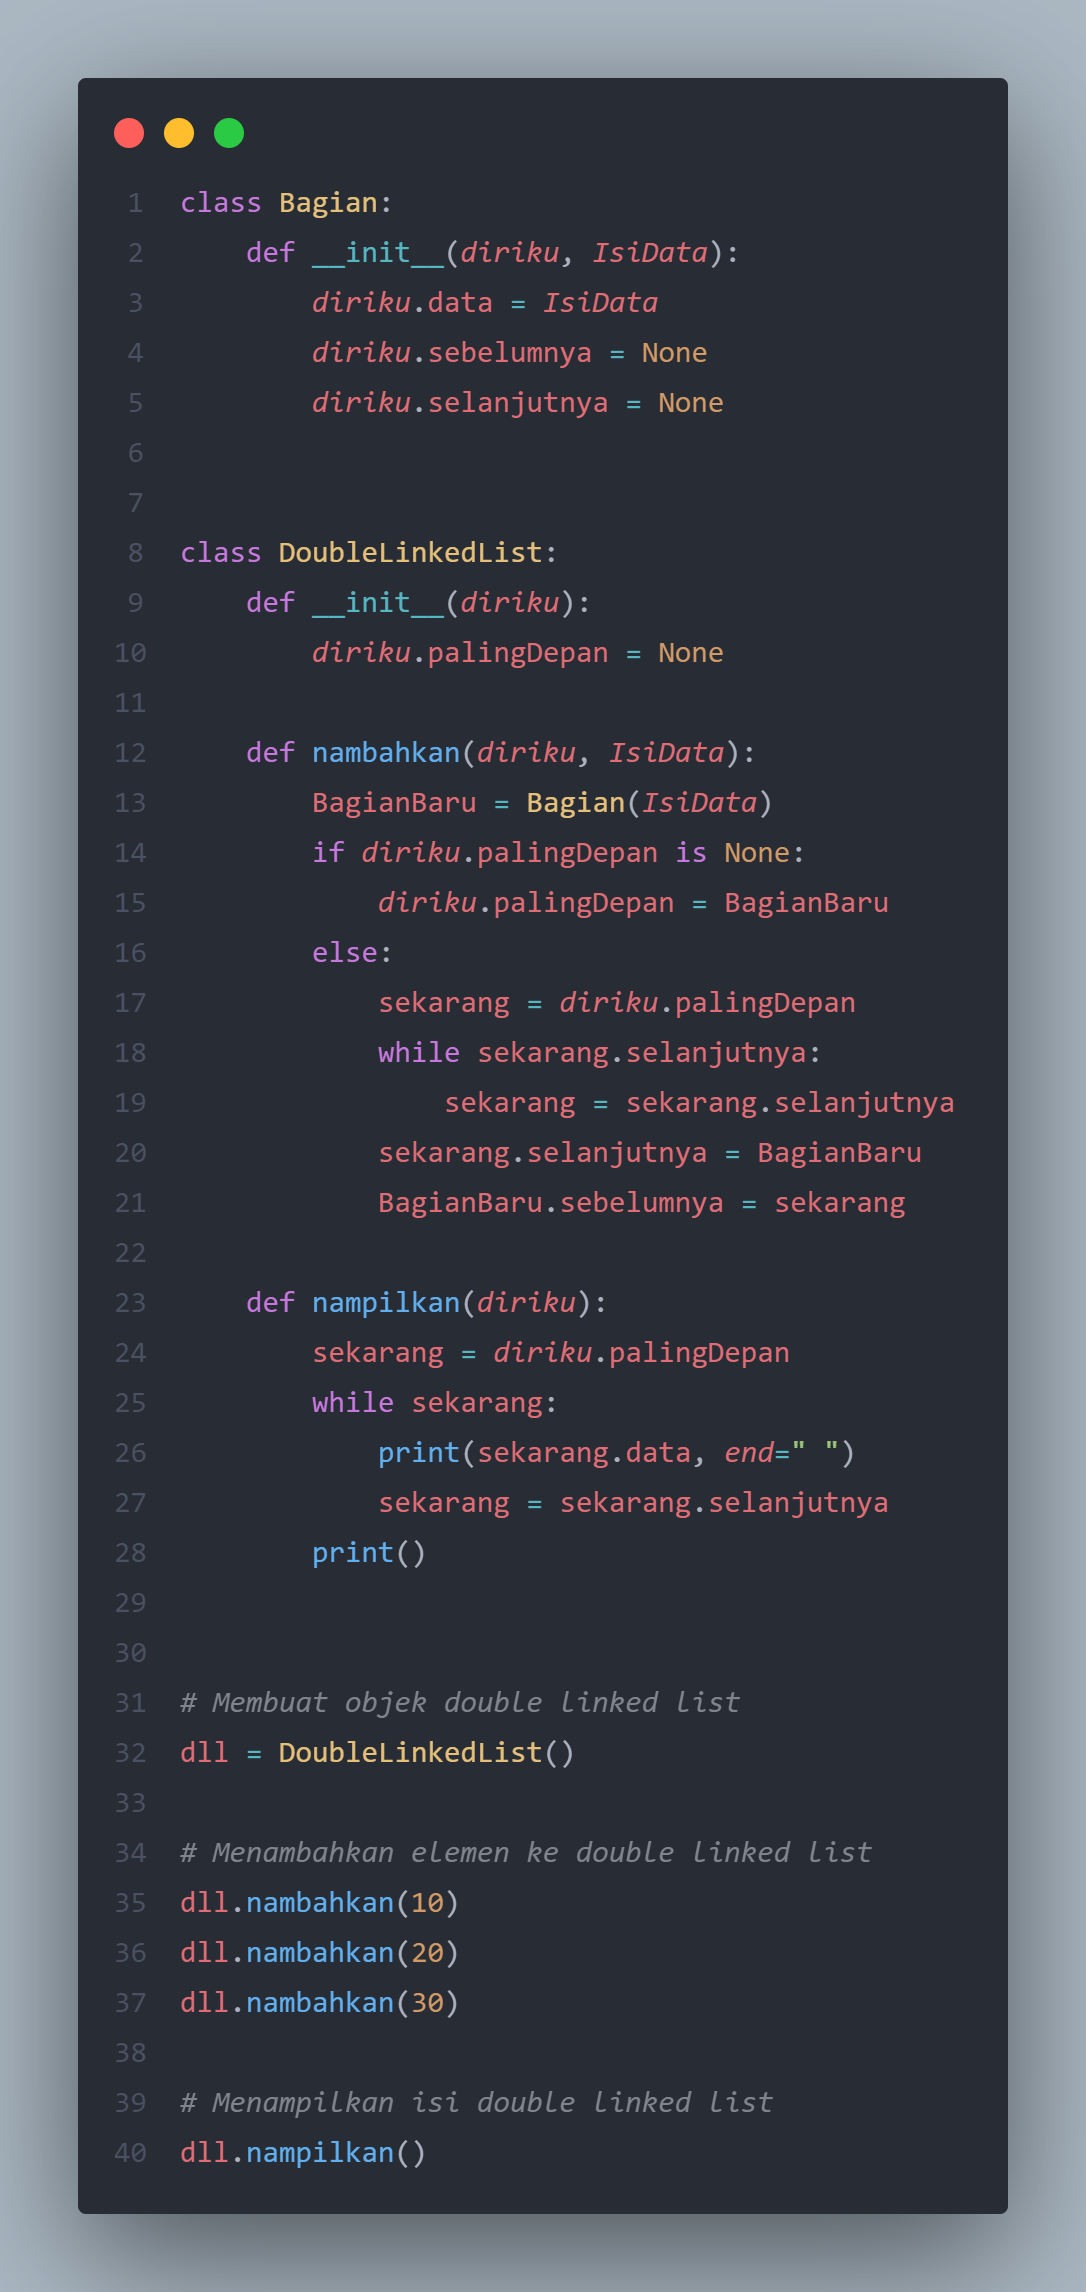 1 class Bagian:
2     def __init__(diriku, IsiData):
3         diriku.data = IsiData
4         diriku.sebelumnya = None
5         diriku.selanjutnya = None
6
7
8 class DoubleLinkedList:
9     def __init__(diriku):
10         diriku.palingDepan = None
11
12     def nambahkan(diriku, IsiData):
13         BagianBaru = Bagian(IsiData)
14         if diriku.palingDepan is None:
15             diriku.palingDepan = BagianBaru
16         else:
17             sekarang = diriku.palingDepan
18             while sekarang.selanjutnya:
19                 sekarang = sekarang.selanjutnya
20             sekarang.selanjutnya = BagianBaru
21             BagianBaru.sebelumnya = sekarang
22
23     def nampilkan(diriku):
24         sekarang = diriku.palingDepan
25         while sekarang:
26             print(sekarang.data, end=" ")
27             sekarang = sekarang.selanjutnya
28         print()
29
30
31 # Membuat objek double linked list
32 dll = DoubleLinkedList()
33
34 # Menambahkan elemen ke double linked list
35 dll.nambahkan(10)
36 dll.nambahkan(20)
37 dll.nambahkan(30)
38
39 # Menampilkan isi double linked list
40 dll.nampilkan()